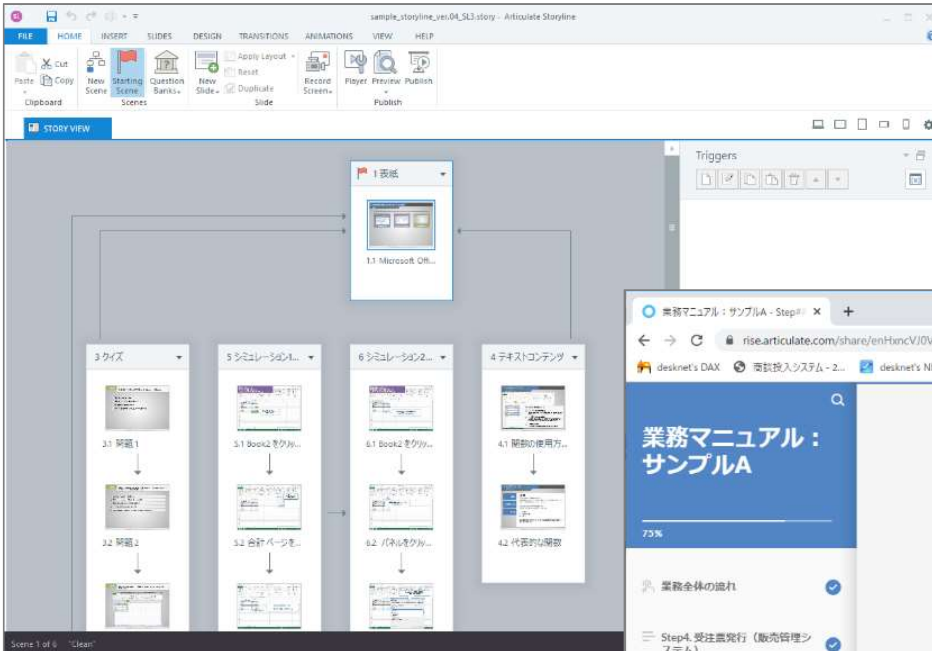 sample_storyline_ver.04_SL3.story - Articulate Storyline
FILE HOME INSERT SLIDES DESIGN TRANSITIONS ANIMATIONS VIEW HELP
Cut
Paste Copy
New Scene
Starting Scene
Question Banks
New Slide
Apply Layout
Reset
Duplicate
Record Screen
Player Preview Publish
Clipboard Scenes Slide Publish
STORY VIEW
Triggers
1 表紙
1.1 Microsoft Offi...
3 クイズ
3.1 問題 1
3.2 問題 2
5 シミュレーション1...
5.1 Book2 をクリッ...
5.2 合計 ページを...
6 シミュレーション2...
6.1 Book2 をクリッ...
6.2 パネルをクリッ...
4 テキストコンテンツ
4.1 関数の使用方...
4.2 代表的な関数
Scene 1 of 6 "Clean"
業務マニュアル：サンプルA - Step#
rise.articulate.com/share/enHxncVJ0V
desknet's DAX 商談投入システム - 2... desknet's NE
業務マニュアル：
サンプルA
75%
業務全体の流れ
Step4. 受注票発行（販売管理シ
ステム）